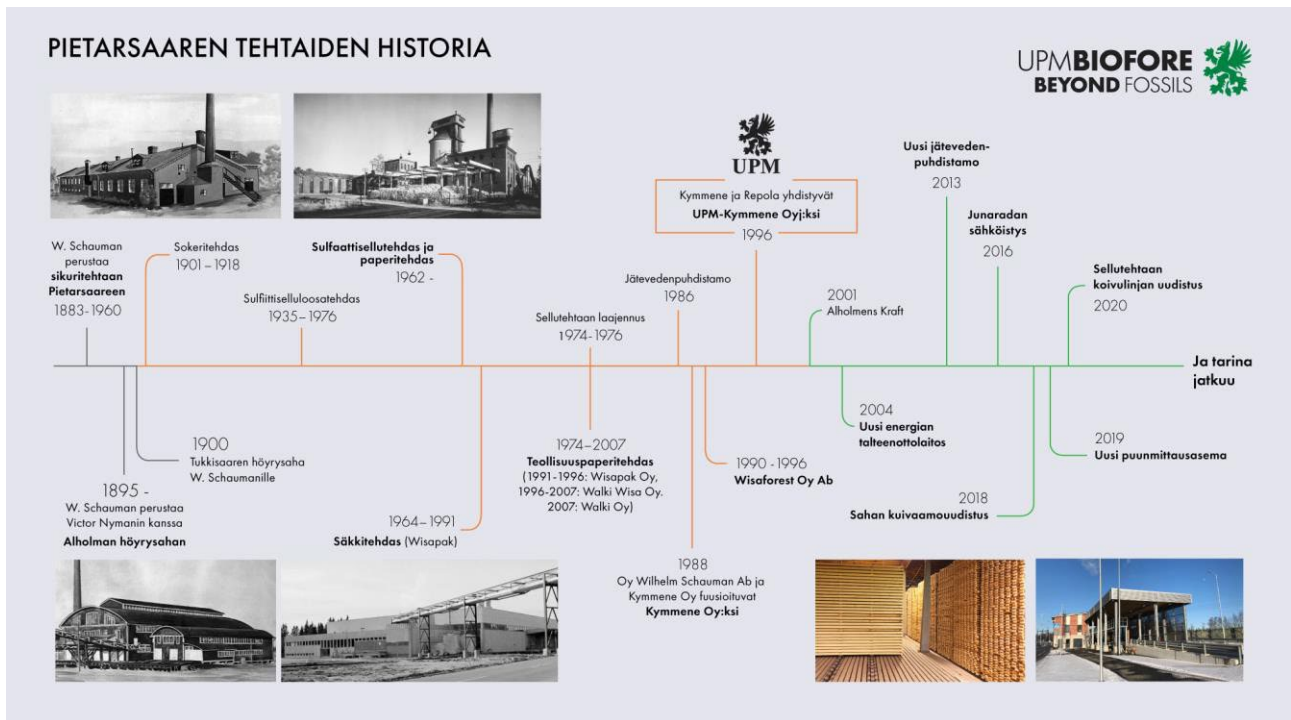 PIETARSAAREN TEHTAIDEN HISTORIA
UPMBIOFORE
BEYOND FOSSILS
UPM
Kymmene ja Repola yhdistyvät
UPM-Kymmene Oyj:ksi
1996
Uusi jäteveden-
puhdistamo
2013
Junaradan
sähköistys
2016
W. Schauman
perustaa
sikuritehtaan
Pietarsaareen
1883-1960
Sokeritehdas
1901 – 1918
Sulfaattisellutehdas ja
paperitehdas
1962 -
Sulfiittiselluloosatehdas
1935 – 1976
Sellutehtaan laajennus
1974- 1976
Jätevedenpuhdistamo
1986
2001
Alholmens Kraft
Sellutehtaan
koivulinjan uudistus
2020
Ja tarina
jatkuu
1895 -
W. Schauman perustaa
Victor Nymanin kanssa
Alholman höyrysahan
1900
Tukkisaaren höyrysaha
W. Schaumanille
1964 – 1991
Säkkitehdas (Wisapak)
1974 – 2007
Teollisuuspaperitehdas
(1991 -1996: Wisapak Oy,
1996-2007: Walki Wisa Oy.
2007: Walki Oy)
1988
Oy Wilhelm Schauman Ab ja
Kymmene Oy fuusioituvat
Kymmene Oy:ksi
1990 - 1996
Wisaforest Oy Ab
2004
Uusi energian
talteenottolaitos
2018
Sahan kuivaamouudistus
2019
Uusi puunmittausasema